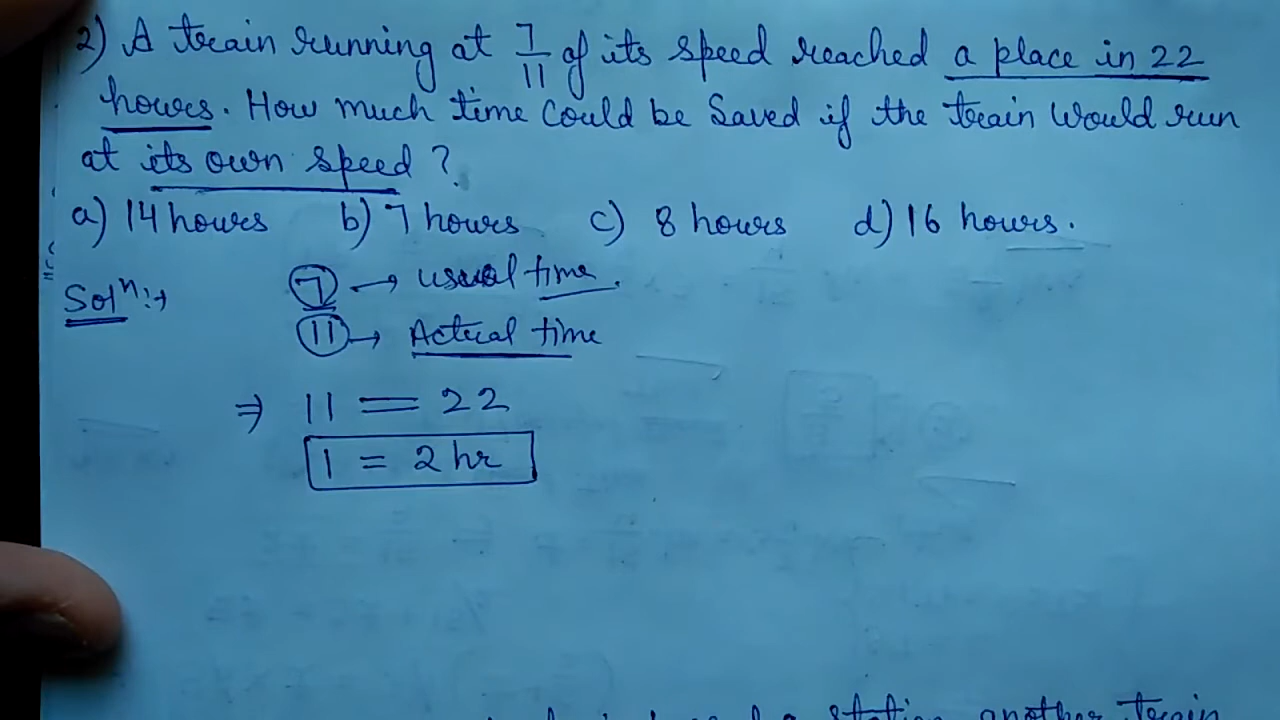 2) A train running at 7/11 of its speed reached a place in 22
hours. How much time could be saved if the train would run
at its own speed?
a) 14 hours b) 7 hours c) 8 hours d) 16 hours.
Solⁿ:→ 7 → usual time.
11 → Actual time
⇒ 11 = 22
1 = 2 hr
a station another train